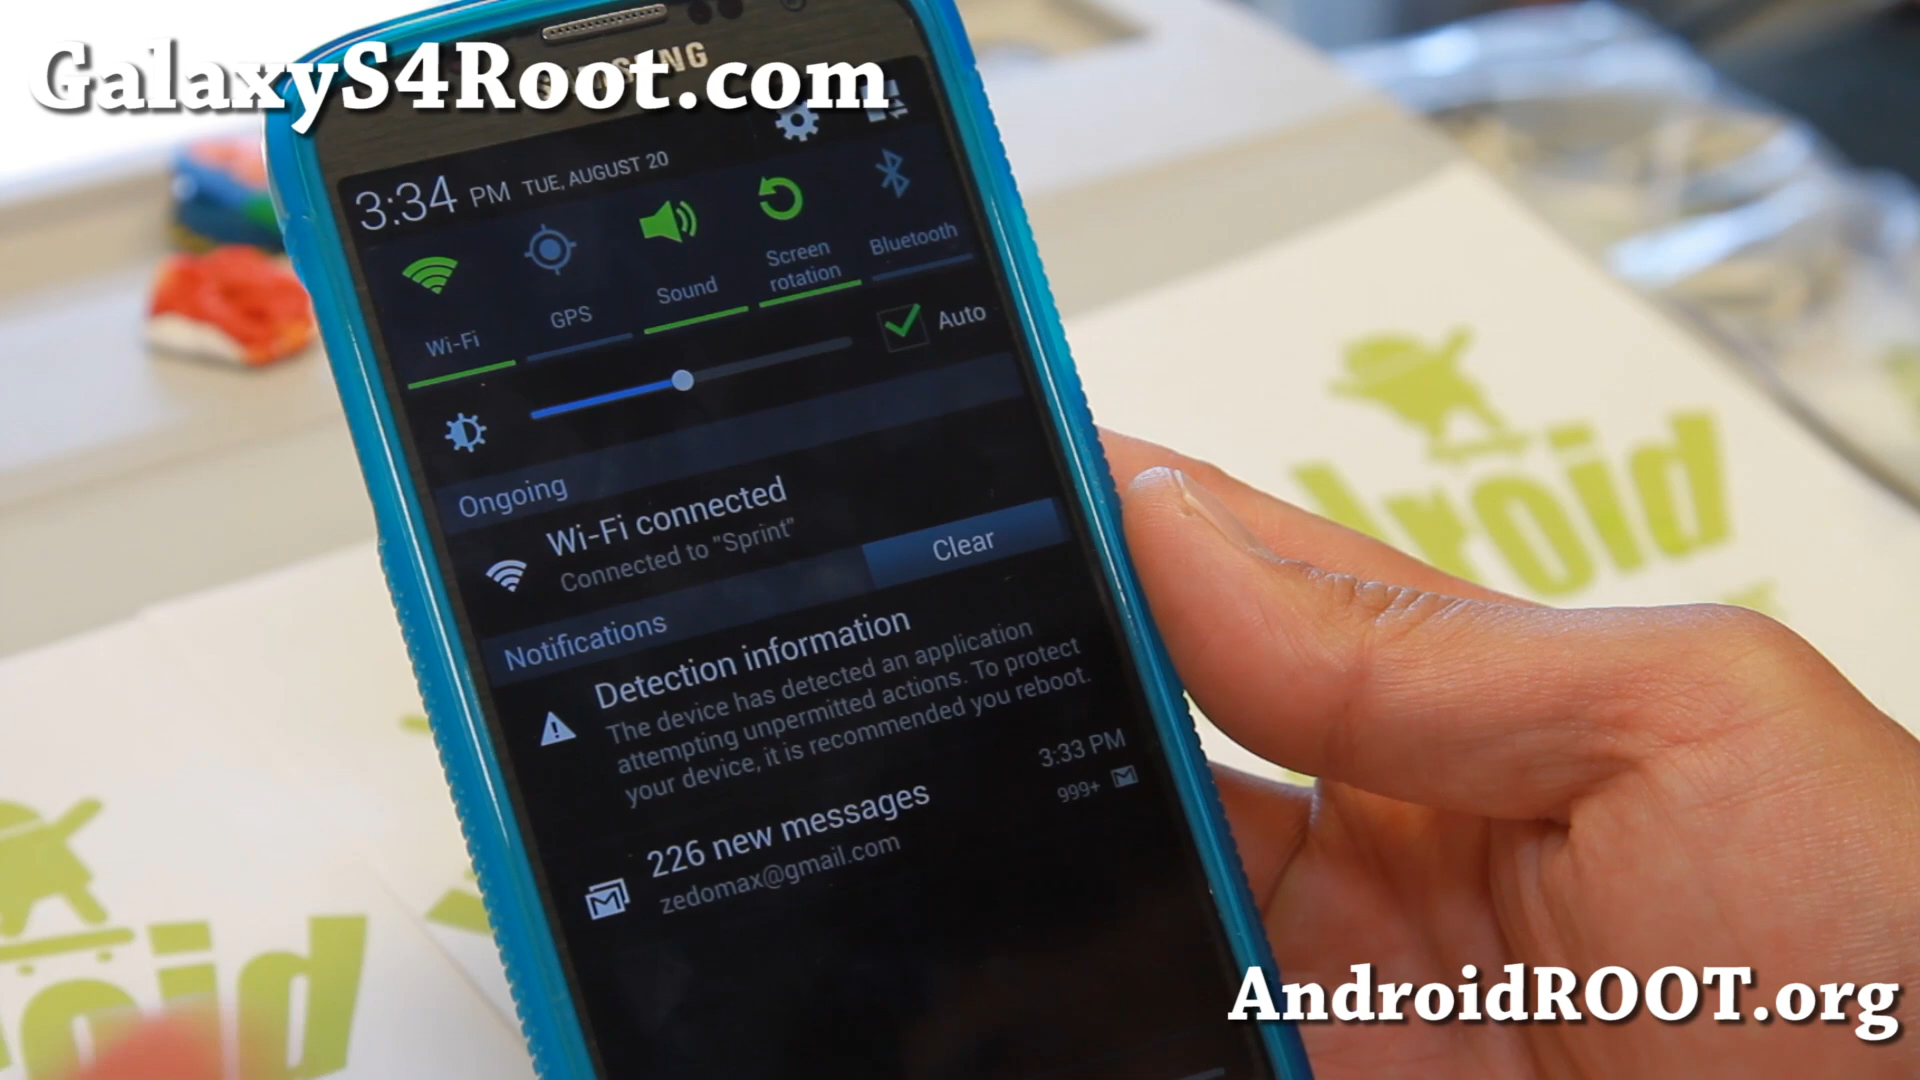 GalaxyS4Root.com
SAMSUNG
3:34 PM TUE, AUGUST 20
Wi-Fi
GPS
Sound
Screen
rotation
Bluetooth
Auto
Ongoing
Wi-Fi connected
Connected to "Sprint"
Clear
Notifications
Detection information
The device has detected an application
attempting unpermitted actions. To protect
your device, it is recommended you reboot.
3:33 PM
226 new messages
999+
zedomax@gmail.com
droid
oid
AndroidROOT.org